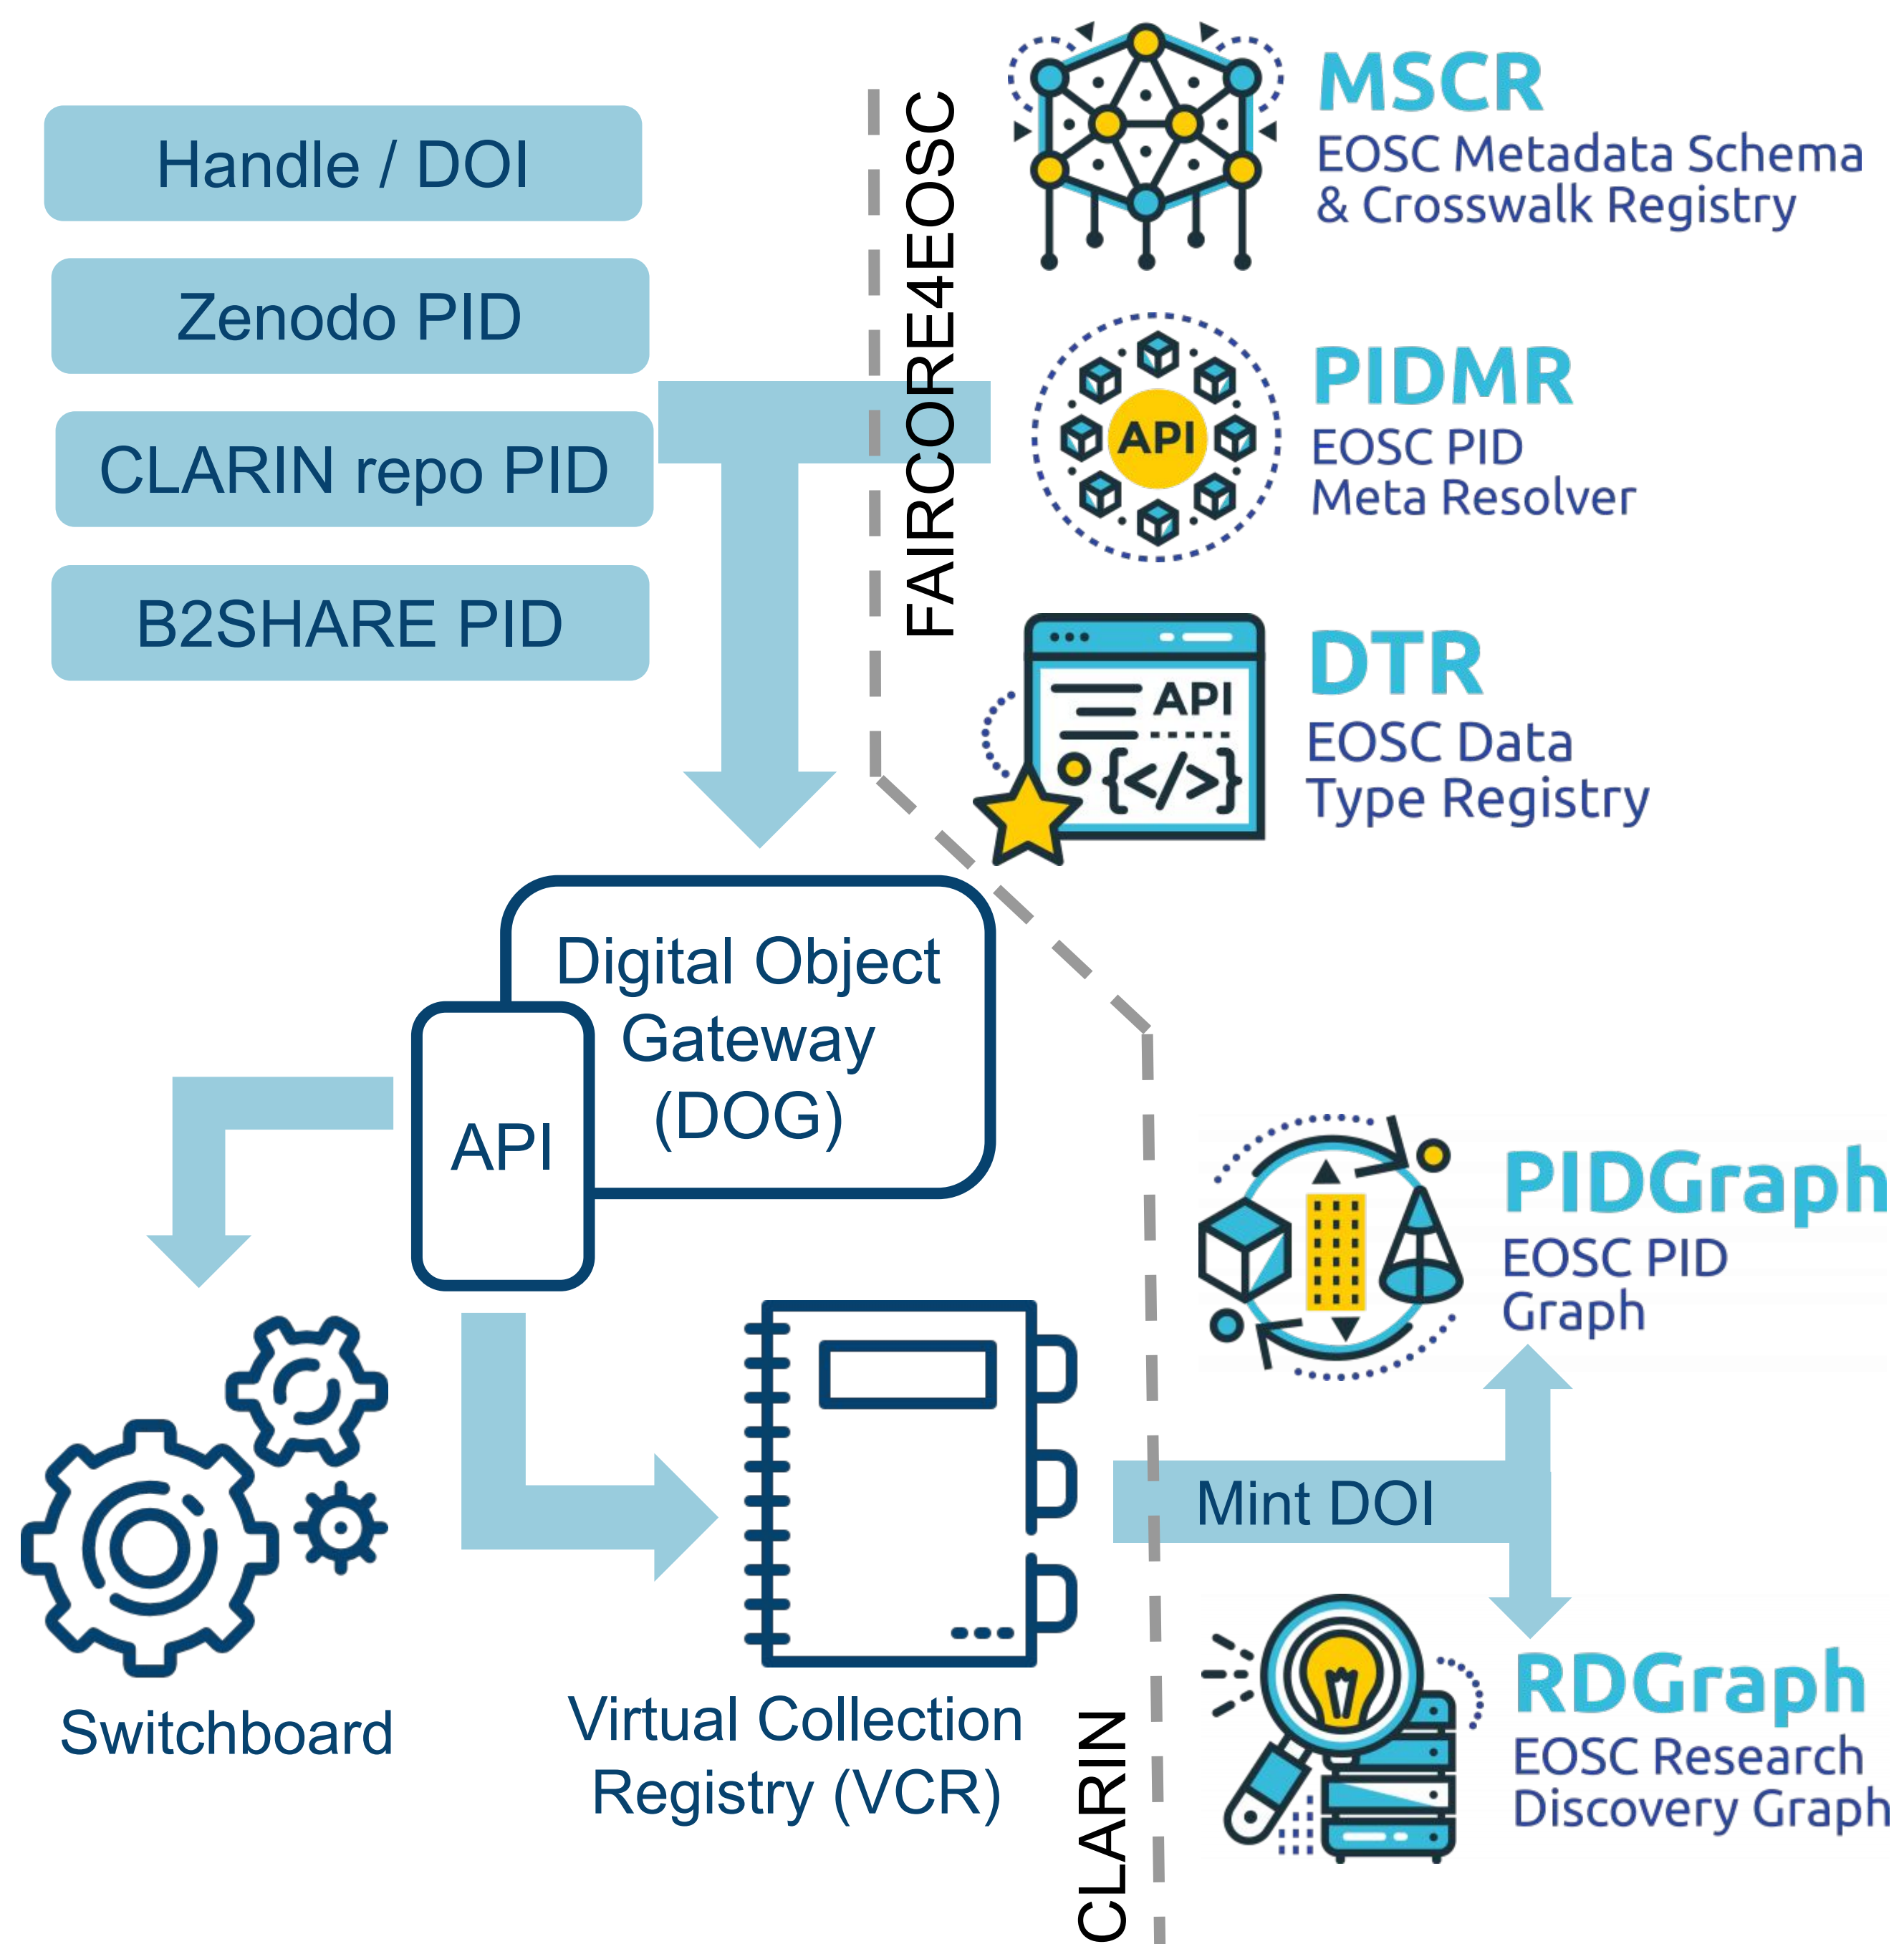 Handle / DOI
Zenodo PID
CLARIN repo PID
B2SHARE PID
FAIRCORE4EOSC
MSCR
EOSC Metadata Schema
& Crosswalk Registry
API
PIDMR
EOSC PID
Meta Resolver
API
{</>}
DTR
EOSC Data
Type Registry
Digital Object
Gateway
(DOG)
API
PIDGraph
EOSC PID
Graph
Mint DOI
Switchboard
Virtual Collection
Registry (VCR)
CLARIN
RDGraph
EOSC Research
Discovery Graph